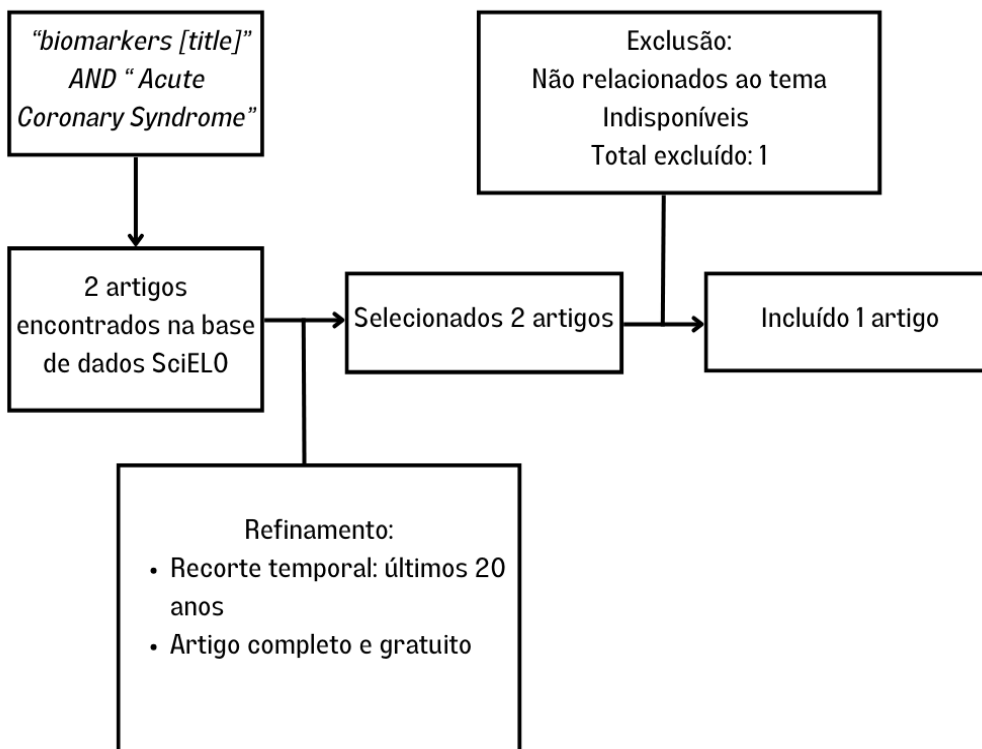 “biomarkers [title]”
AND “ Acute
Coronary Syndrome”
Exclusão:
Não relacionados ao tema
Indisponíveis
Total excluído: 1
2 artigos
encontrados na base
de dados SciELO
Selecionados 2 artigos
Incluído 1 artigo
Refinamento:
• Recorte temporal: últimos 20
anos
• Artigo completo e gratuito